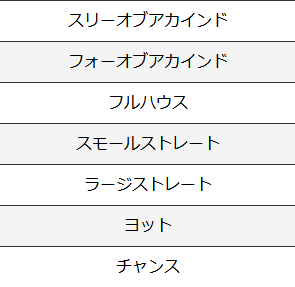 スリーオブアカインド
フォーオブアカインド
フルハウス
スモールストレート
ラージストレート
ヨット
チャンス